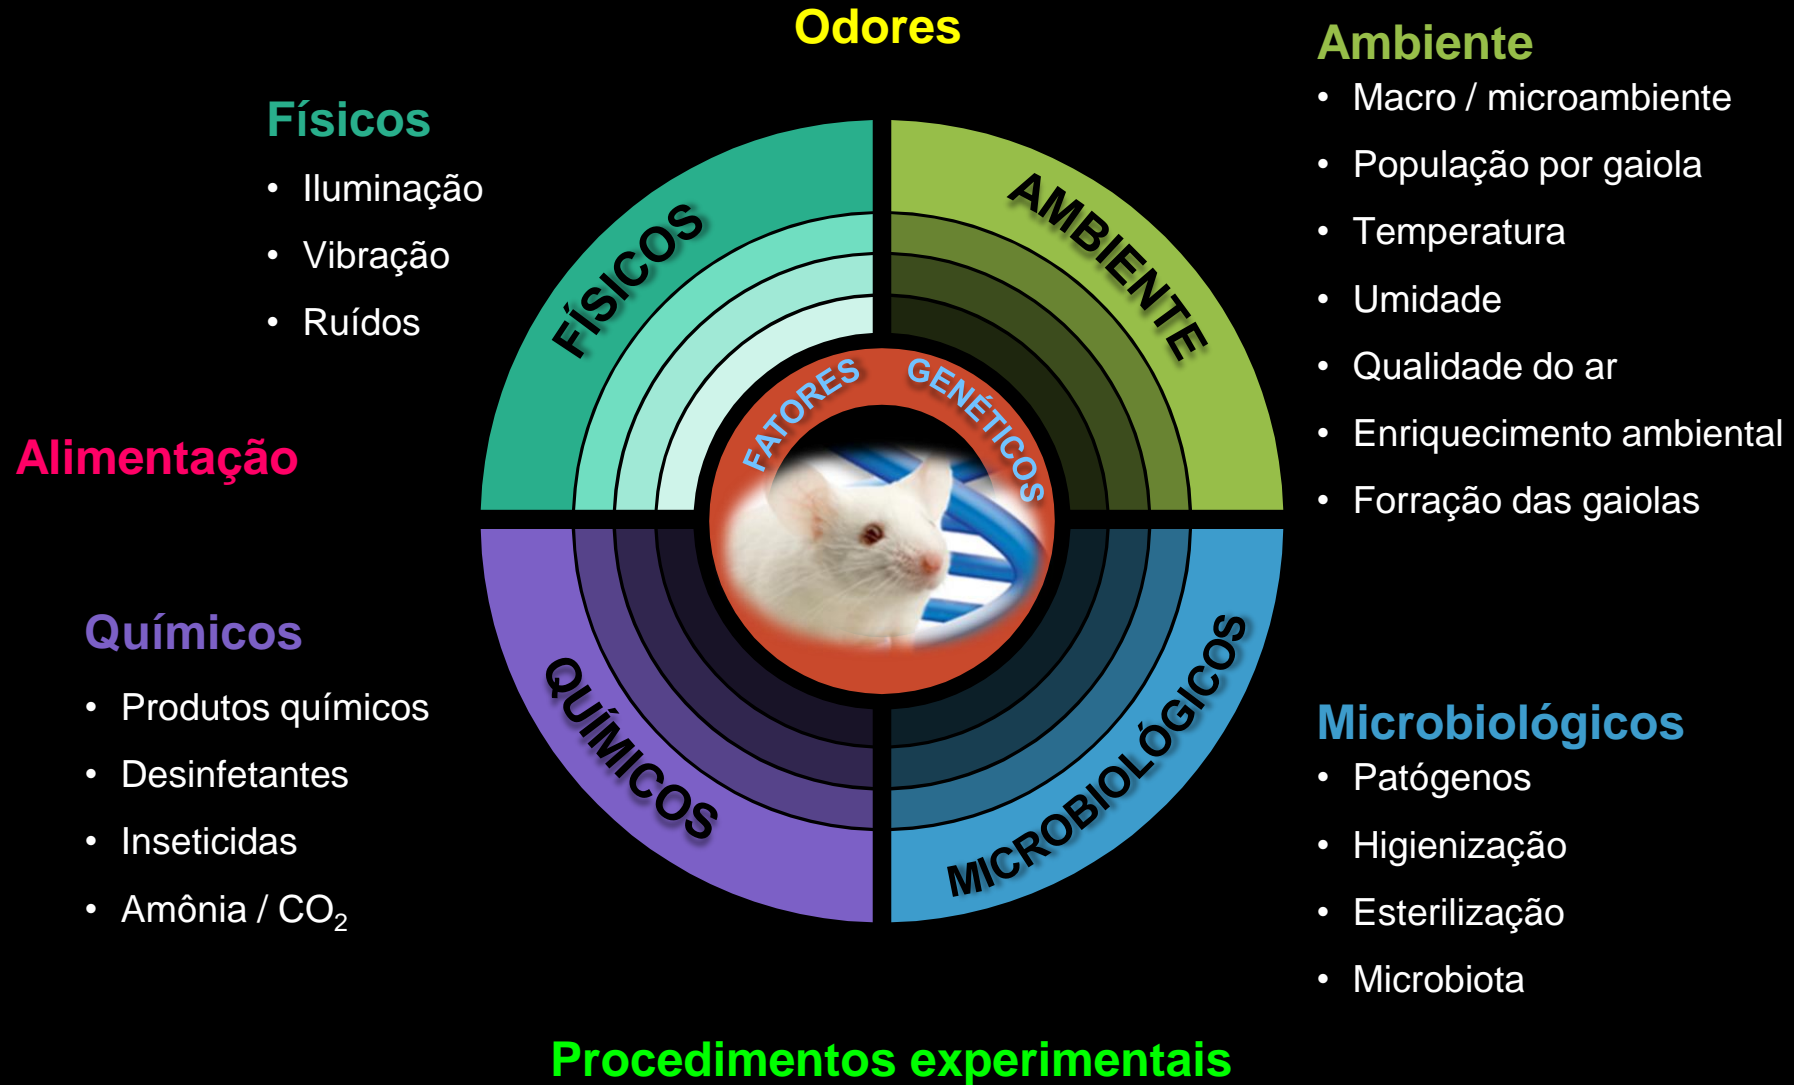 Odores
Físicos
• Iluminação
• Vibração
• Ruídos
Ambiente
• Macro / microambiente
• População por gaiola
• Temperatura
• Umidade
• Qualidade do ar
• Enriquecimento ambiental
• Forração das gaiolas
FÍSICOS
AMBIENTE
FATORES GENÉTICOS
Alimentação
QUÍMICOS
MICROBIOLÓGICOS
Químicos
• Produtos químicos
• Desinfetantes
• Inseticidas
• Amônia / CO₂
Microbiológicos
• Patógenos
• Higienização
• Esterilização
• Microbiota
Procedimentos experimentais